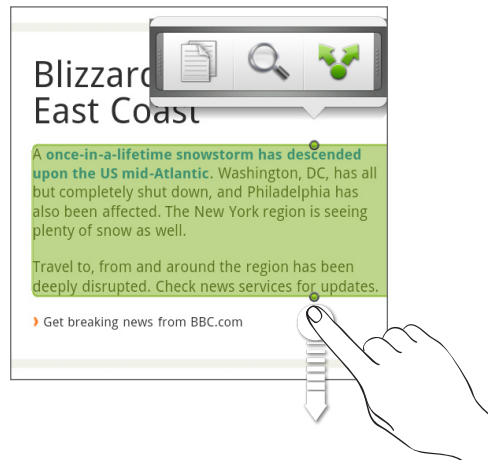 Blizzard
East Coast
A once-in-a-lifetime snowstorm has descended
upon the US mid-Atlantic. Washington, DC, has all
but completely shut down, and Philadelphia has
also been affected. The New York region is seeing
plenty of snow as well.
Travel to, from and around the region has been
deeply disrupted. Check news services for updates.
Get breaking news from BBC.com